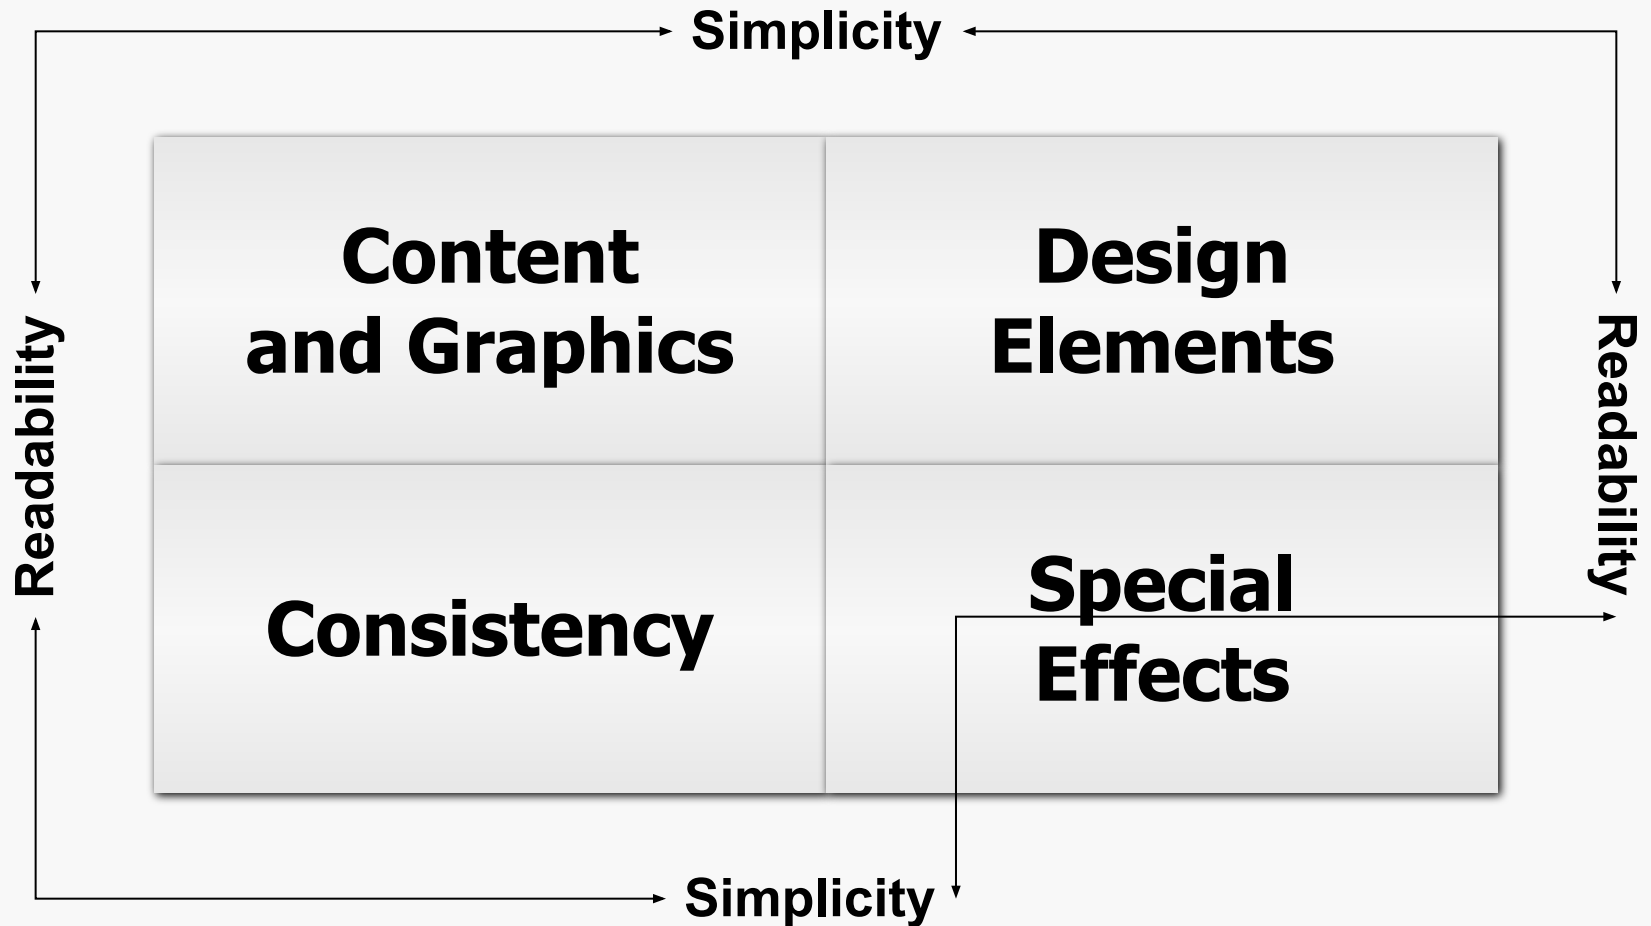 Simplicity
Content
and Graphics
Design
Elements
Readability
Readability
Consistency
Special
Effects
Simplicity